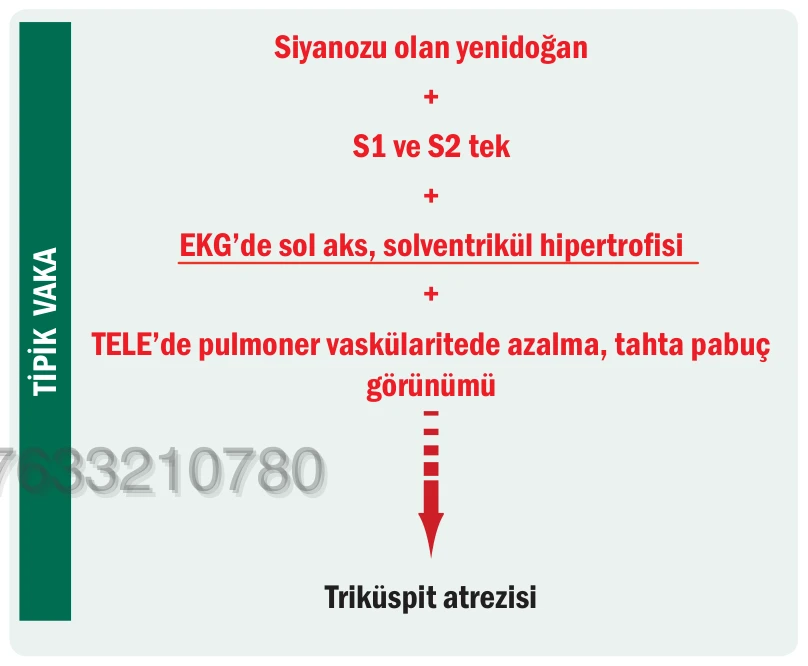 TİPİK VAKA
Siyanozu olan yenidoğan
+
S1 ve S2 tek
+
EKG’de sol aks, solventrikül hipertrofisi
+
TELE’de pulmoner vaskülaritede azalma, tahta pabuç
görünümü
7633210780
Triküspit atrezisi